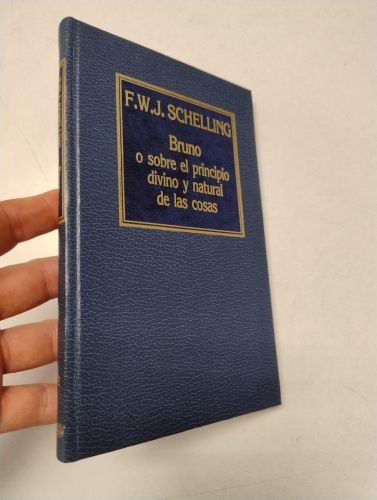 F.W.J. SCHELLING
Bruno
o sobre el principio
divino y natural
de las cosas